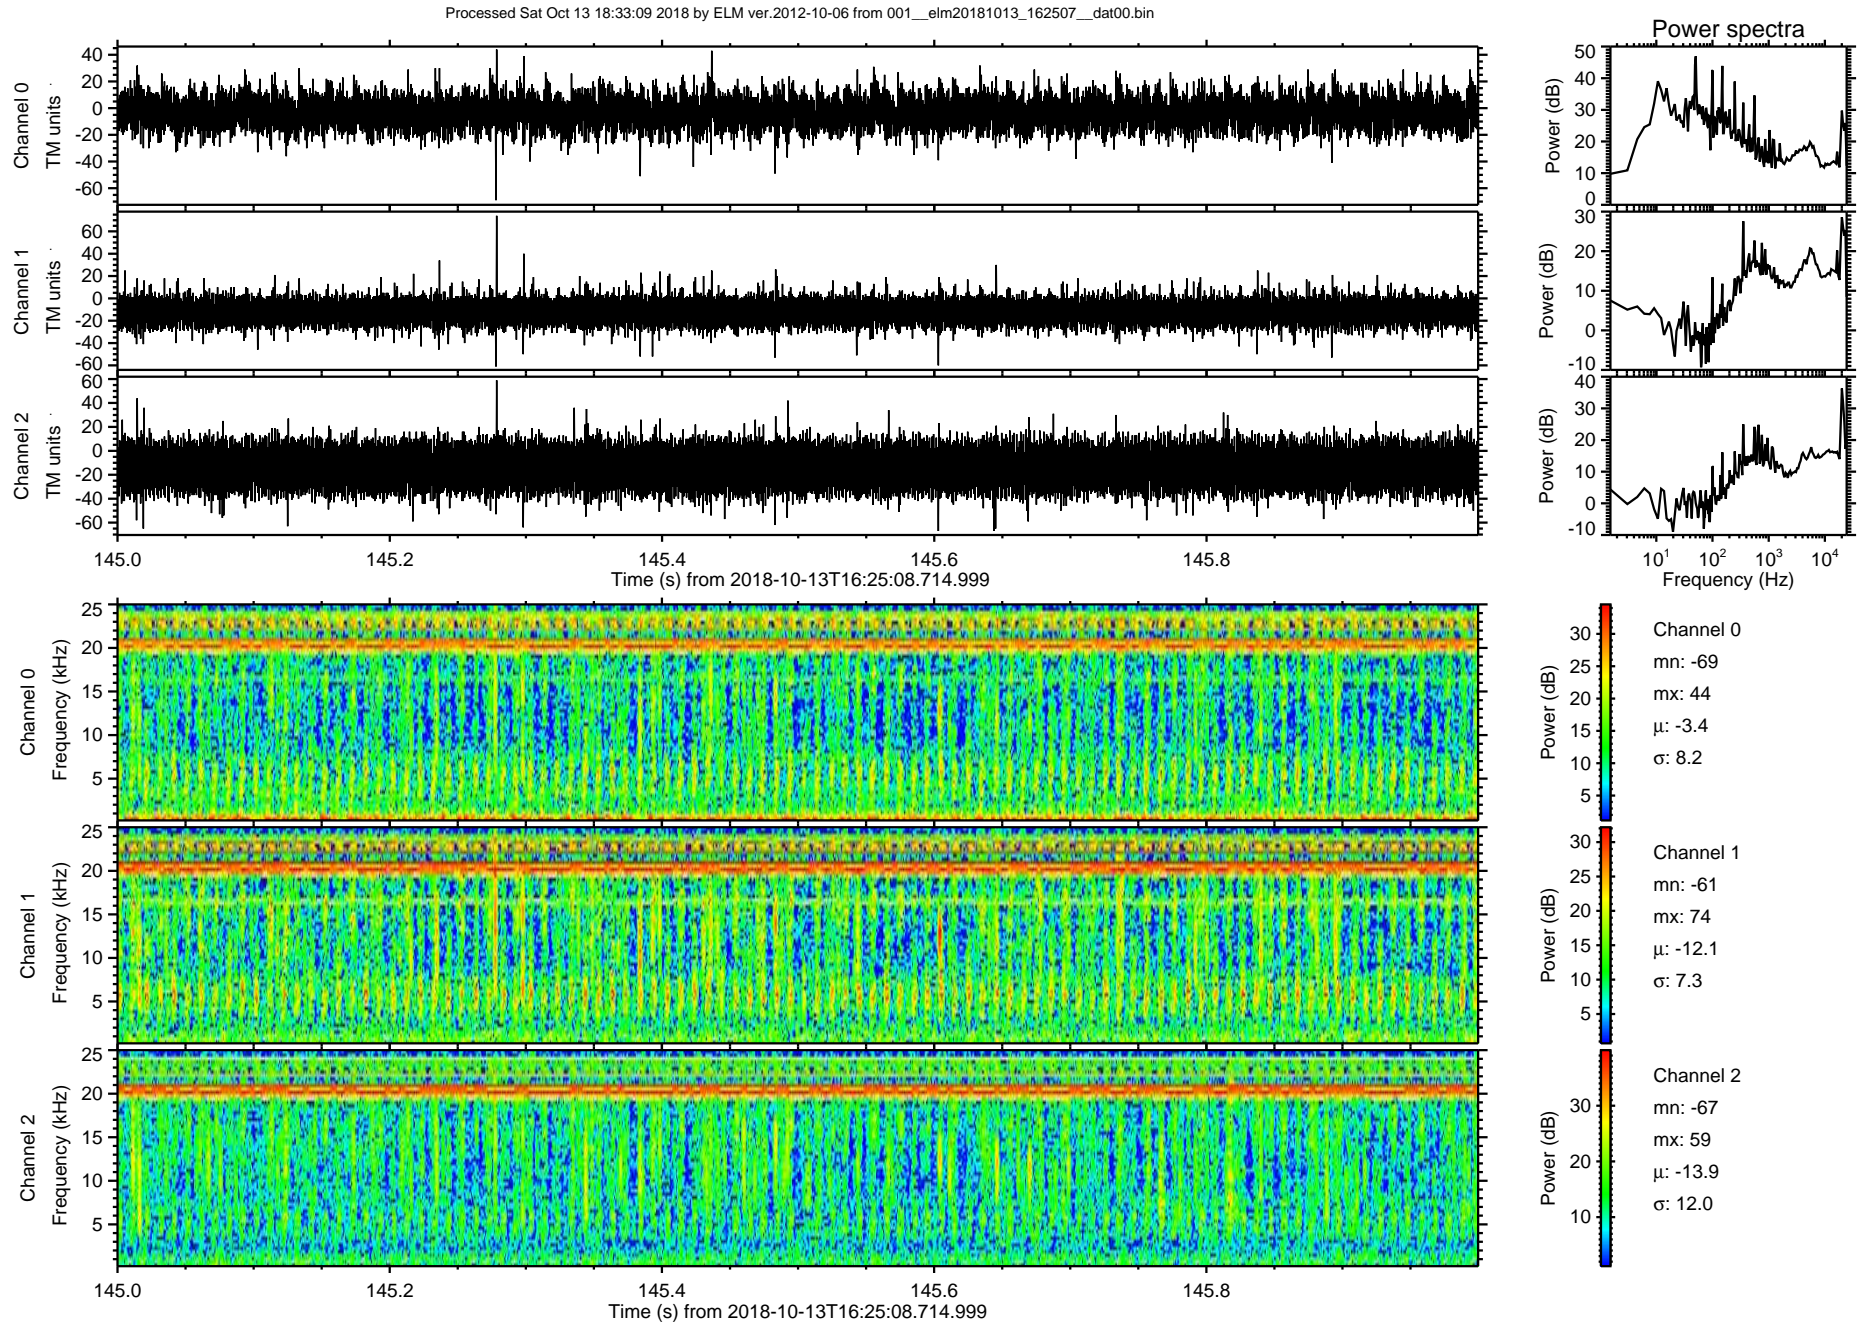 Processed Sat Oct 13 18:33:09 2018 by ELM ver.2012-10-06 from 001__elm20181013_162507__dat00.bin
Power spectra
Channel 0
TM units
40
20
0
-20
-40
-60
Power (dB)
50
40
30
20
10
0
Channel 1
TM units
60
40
20
0
-20
-40
-60
Power (dB)
30
20
10
0
-10
Channel 2
TM units
60
40
20
0
-20
-40
-60
Power (dB)
40
30
20
10
0
-10
145.0 145.2 145.4 145.6 145.8
Time (s) from 2018-10-13T16:25:08.714.999
10^1 10^2 10^3 10^4
Frequency (Hz)
Channel 0
Frequency (kHz)
25
20
15
10
5
Power (dB)
30
25
20
15
10
5
Channel 0
mn: -69
mx: 44
µ: -3.4
σ: 8.2
Channel 1
Frequency (kHz)
25
20
15
10
5
Power (dB)
30
25
20
15
10
5
Channel 1
mn: -61
mx: 74
µ: -12.1
σ: 7.3
Channel 2
Frequency (kHz)
25
20
15
10
5
Power (dB)
30
20
10
Channel 2
mn: -67
mx: 59
µ: -13.9
σ: 12.0
145.0 145.2 145.4 145.6 145.8
Time (s) from 2018-10-13T16:25:08.714.999